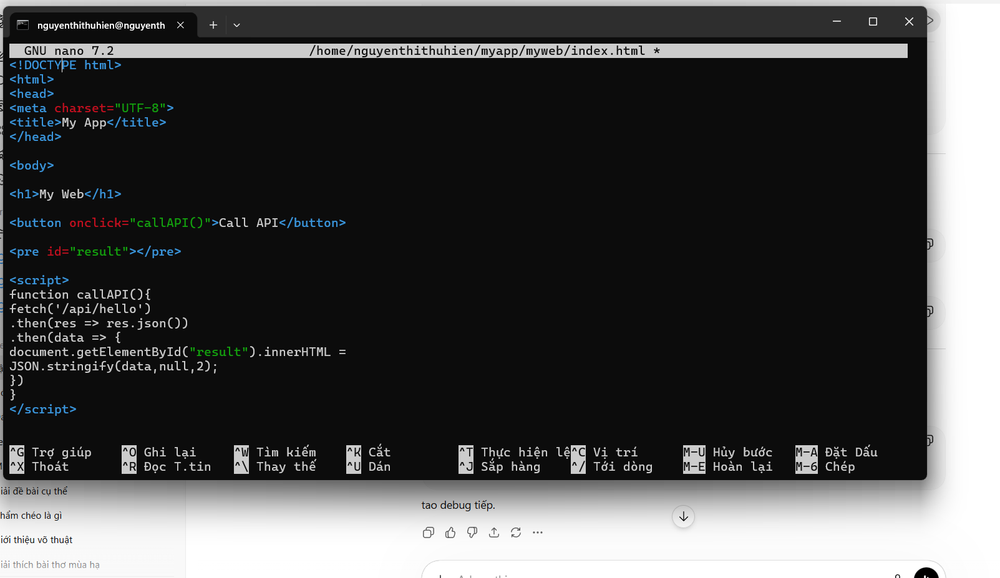 nguyenthithuhien@nguyenth
GNU nano 7.2 /home/nguyenthithuhien/myapp/myweb/index.html *
<!DOCTYPE html>
<html>
<head>
<meta charset="UTF-8">
<title>My App</title>
</head>
<body>
<h1>My Web</h1>
<button onclick="callAPI()">Call API</button>
<pre id="result"></pre>
<script>
function callAPI(){
fetch('/api/hello')
.then(res => res.json())
.then(data => {
document.getElementById("result").innerHTML =
JSON.stringify(data,null,2);
})
}
</script>
^G Trợ giúp ^O Ghi lại ^W Tìm kiếm ^K Cắt ^T Thực hiện lệ^C Vị trí M-U Hủy bước M-A Đặt Dấu
^X Thoát ^R Đọc T.tin ^\ Thay thế ^U Dán ^J Sắp hàng ^/ Tới dòng M-E Hoàn lại M-6 Chép
iải đề bài cụ thể
tao debug tiếp.
hẩm chéo là gì
iới thiệu võ thuật
iải thích bài thơ mùa hạ